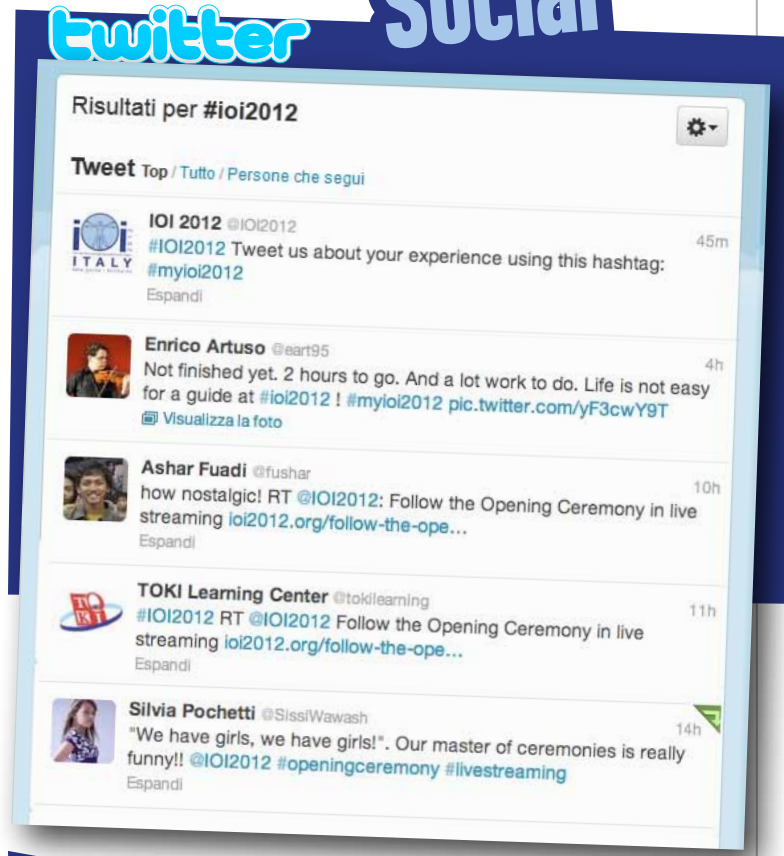 Social
twitter
Risultati per #ioi2012
Tweet Top / Tutto / Persone che segui
IOI 2012 @IOI2012 45m
#IOI2012 Tweet us about your experience using this hashtag:
#myioi2012
Espandi
ioi
ITALY
Enrico Artuso @eart95 4h
Not finished yet. 2 hours to go. And a lot work to do. Life is not easy
for a guide at #ioi2012 ! #myioi2012 pic.twitter.com/yF3cwY9T
Visualizza la foto
Ashar Fuadi @fushar 10h
how nostalgic! RT @IOI2012: Follow the Opening Ceremony in live
streaming ioi2012.org/follow-the-ope...
Espandi
TOKI Learning Center @tokilearning 11h
#IOI2012 RT @IOI2012 Follow the Opening Ceremony in live
streaming ioi2012.org/follow-the-ope...
Espandi
TOKI
Silvia Pochetti @SissiWawash 14h
"We have girls, we have girls!". Our master of ceremonies is really
funny!! @IOI2012 #openingceremony #livestreaming
Espandi